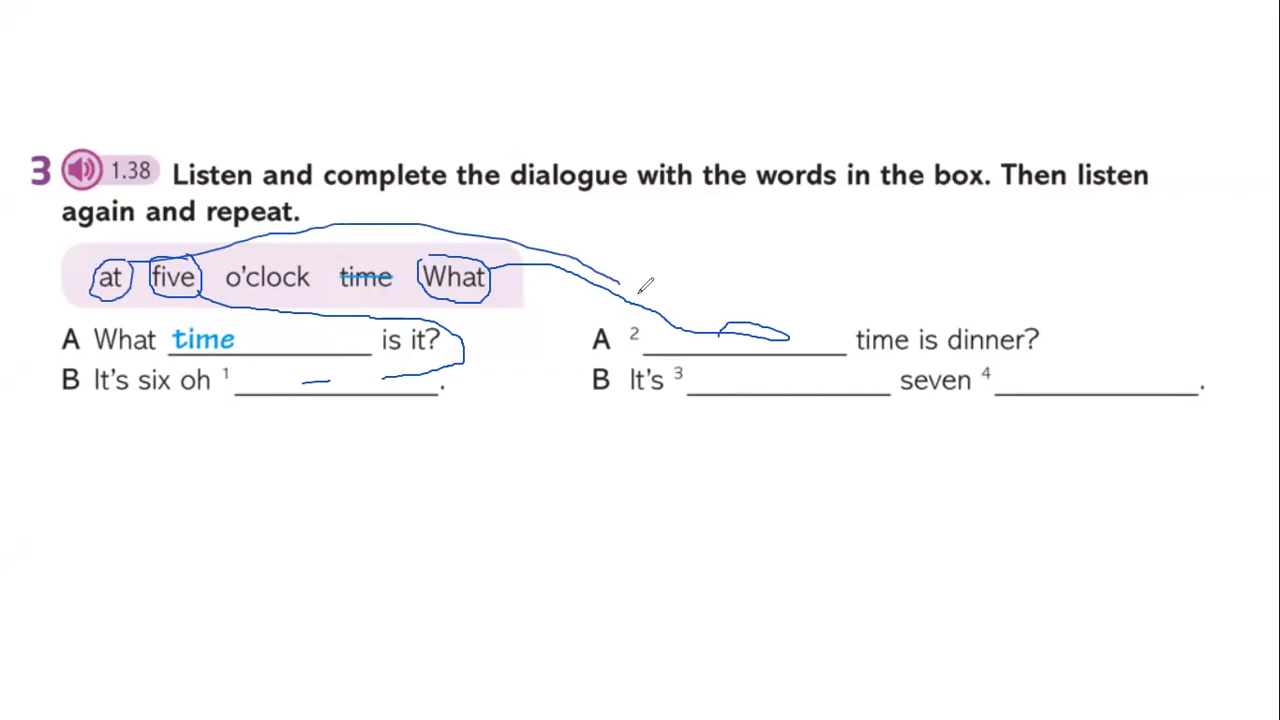 3 1.38 Listen and complete the dialogue with the words in the box. Then listen
again and repeat.
at five o'clock time What
A What time is it?
B It's six oh 1 .
A 2 time is dinner?
B It's 3 seven 4 .